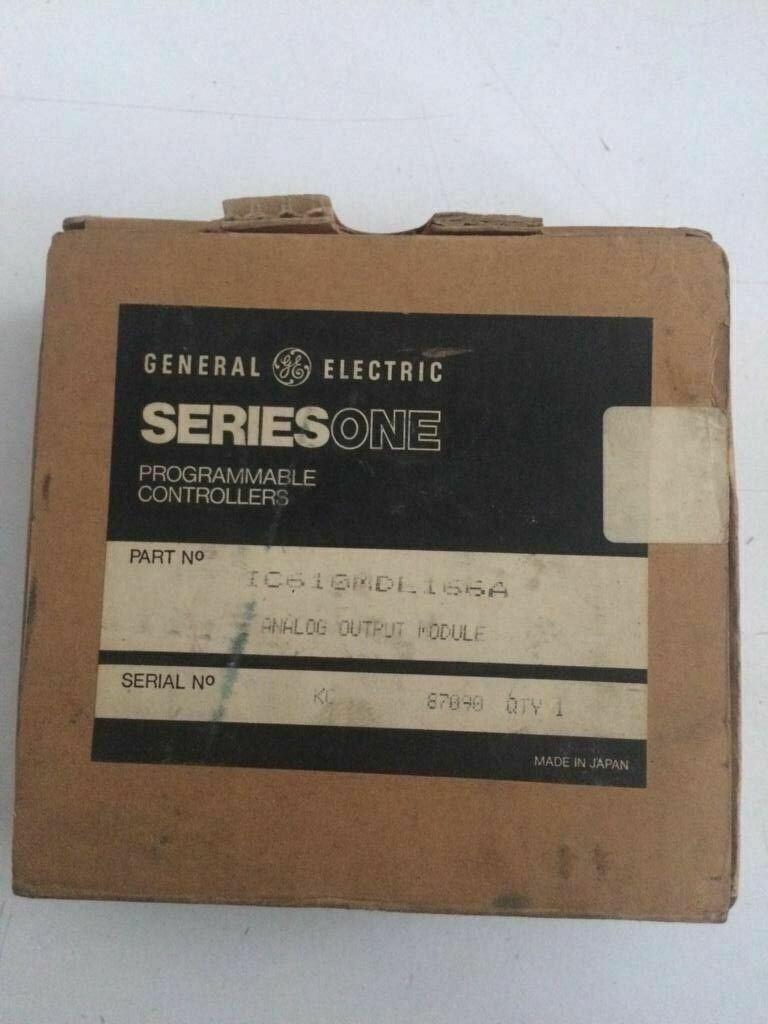 GENERAL GE ELECTRIC
SERIESONE
PROGRAMMABLE
CONTROLLERS
PART Nº
IC610MDL166A
ANALOG OUTPUT MODULE
SERIAL Nº
KC 87090 QTY 1
MADE IN JAPAN